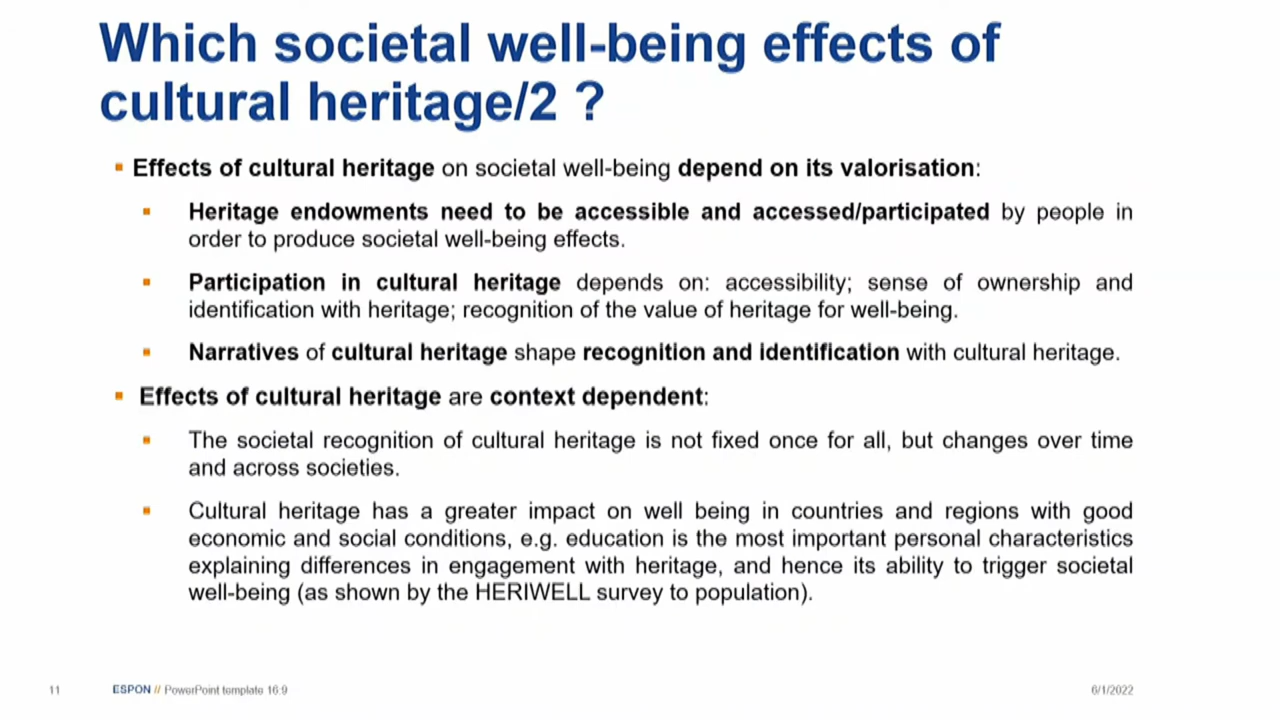 Which societal well-being effects of
cultural heritage/2 ?
▪ Effects of cultural heritage on societal well-being depend on its valorisation:
▪ Heritage endowments need to be accessible and accessed/participated by people in
order to produce societal well-being effects.
▪ Participation in cultural heritage depends on: accessibility; sense of ownership and
identification with heritage; recognition of the value of heritage for well-being.
▪ Narratives of cultural heritage shape recognition and identification with cultural heritage.
▪ Effects of cultural heritage are context dependent:
▪ The societal recognition of cultural heritage is not fixed once for all, but changes over time
and across societies.
▪ Cultural heritage has a greater impact on well being in countries and regions with good
economic and social conditions, e.g. education is the most important personal characteristics
explaining differences in engagement with heritage, and hence its ability to trigger societal
well-being (as shown by the HERIWELL survey to population).
11 ESPON // PowerPoint template 16:9 6/1/2022